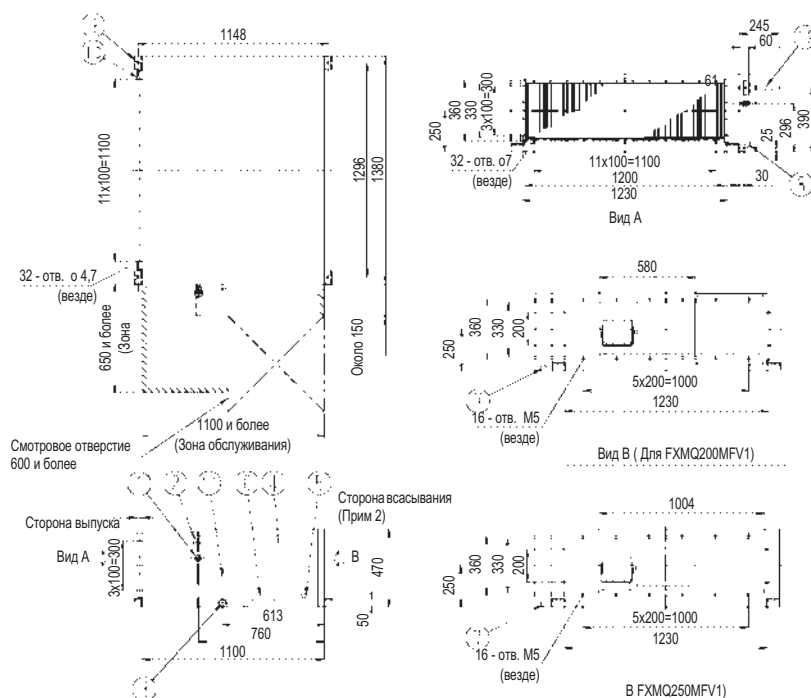 1148
11x100=1100
1296
1380
32 - отв. о 4,7
(везде)
650 и более
(Зона
Около 150
1100 и более
(Зона обслуживания)
Смотровое отверстие
600 и более
245
60
61
250
360
330
3x100=300
25
296
390
32 - отв. о7
(везде)
11x100=1100
1200
30
1230
Вид А
580
250
360
330
200
5x200=1000
1230
16 - отв. М5
(везде)
Вид В ( Для FXMQ200MFV1)
Сторона выпуска
Сторона всасывания
(Прим 2)
Вид А
3x100=300
В
470
50
613
760
1100
1004
250
360
330
200
5x200=1000
1230
16 - отв. М5
(везде)
В FXMQ250MFV1)